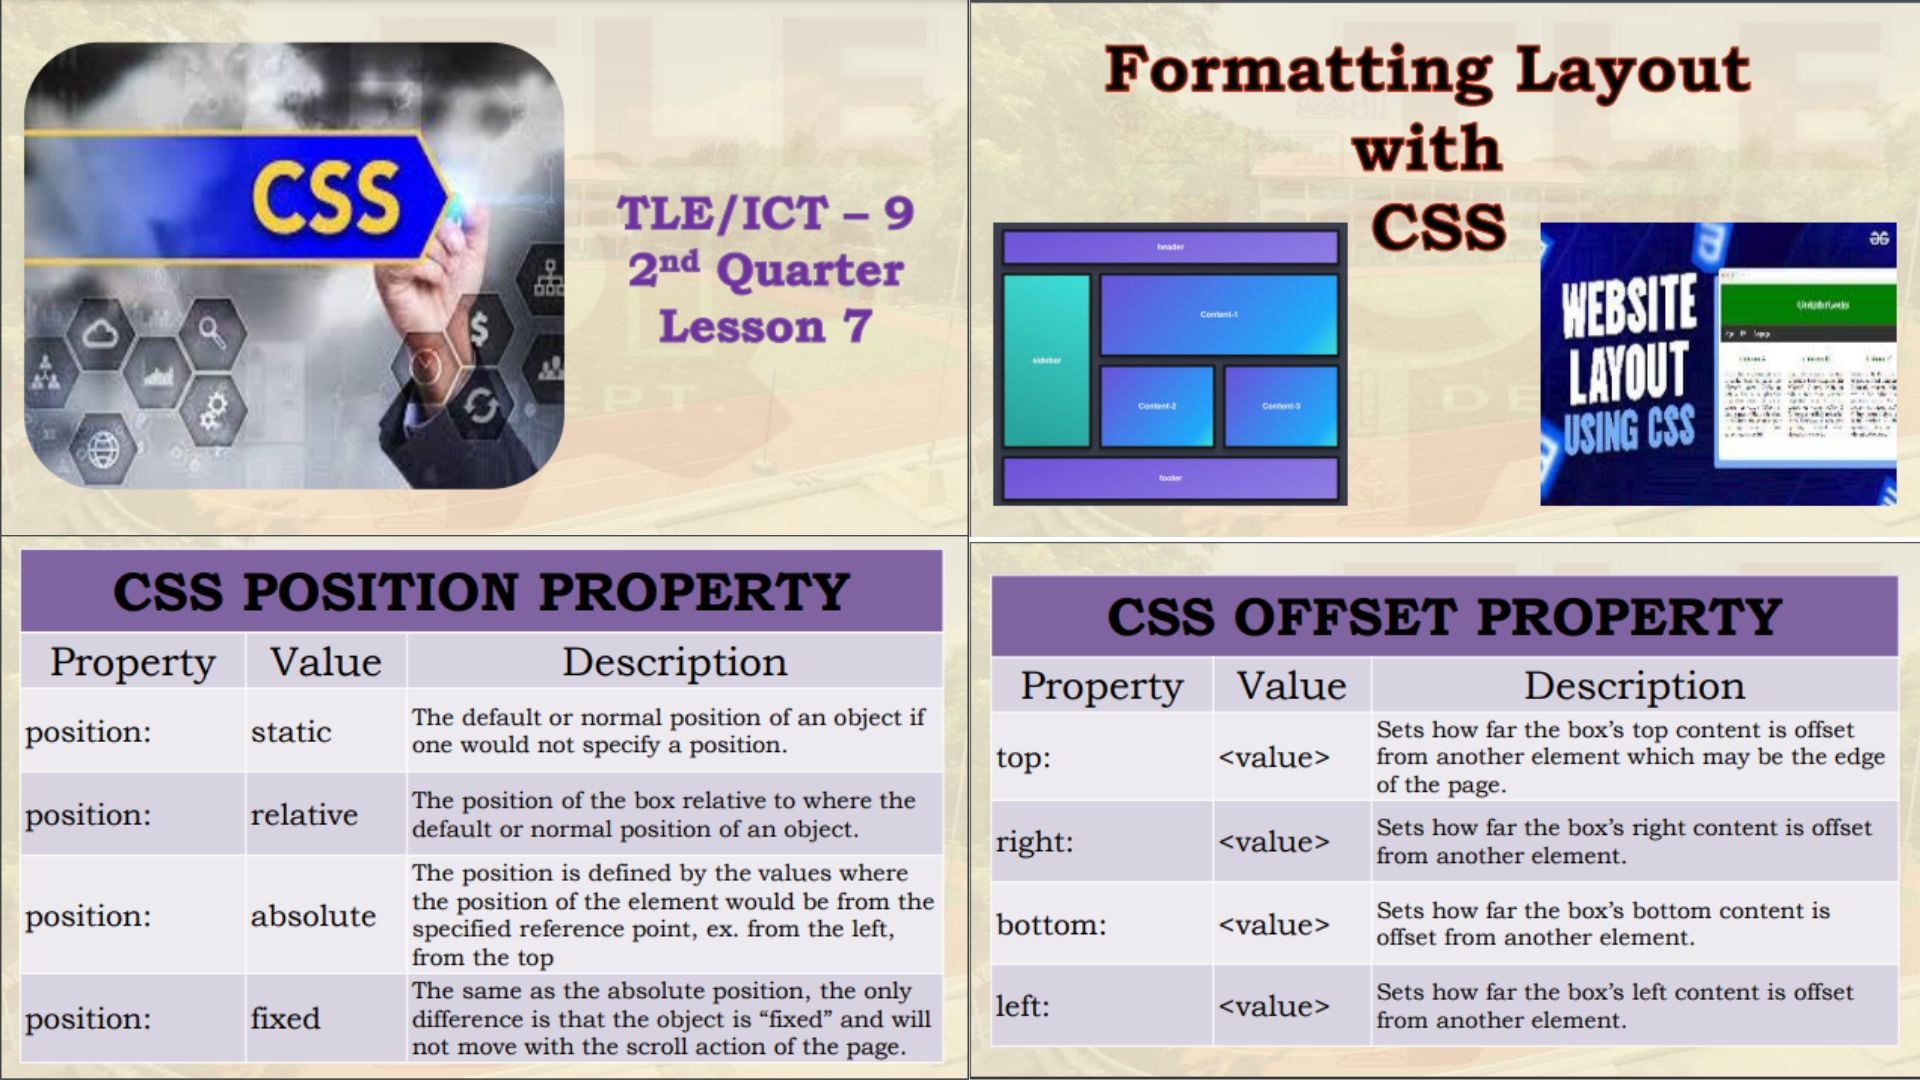 CSS
TLE/ICT – 9
2nd Quarter
Lesson 7
Formatting Layout
with
CSS
header
sidebar
Content-1
Content-2
Content-3
footer
WEBSITE
LAYOUT
USING CSS
CSS POSITION PROPERTY
Property Value Description
position: static The default or normal position of an object if
one would not specify a position.
position: relative The position of the box relative to where the
default or normal position of an object.
position: absolute The position is defined by the values where
the position of the element would be from the
specified reference point, ex. from the left,
from the top
position: fixed The same as the absolute position, the only
difference is that the object is “fixed” and will
not move with the scroll action of the page.
CSS OFFSET PROPERTY
Property Value Description
top: <value> Sets how far the box’s top content is offset
from another element which may be the edge
of the page.
right: <value> Sets how far the box’s right content is offset
from another element.
bottom: <value> Sets how far the box’s bottom content is
offset from another element.
left: <value> Sets how far the box’s left content is offset
from another element.